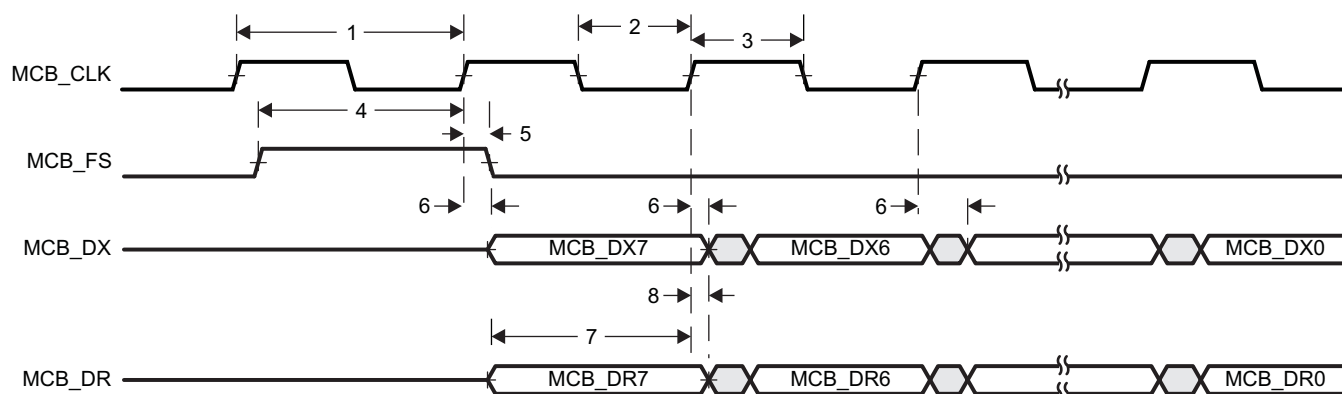 1
2
3
MCB_CLK
4
5
MCB_FS
6
6
6
MCB_DX
MCB_DX7
MCB_DX6
MCB_DX0
8
7
MCB_DR
MCB_DR7
MCB_DR6
MCB_DR0